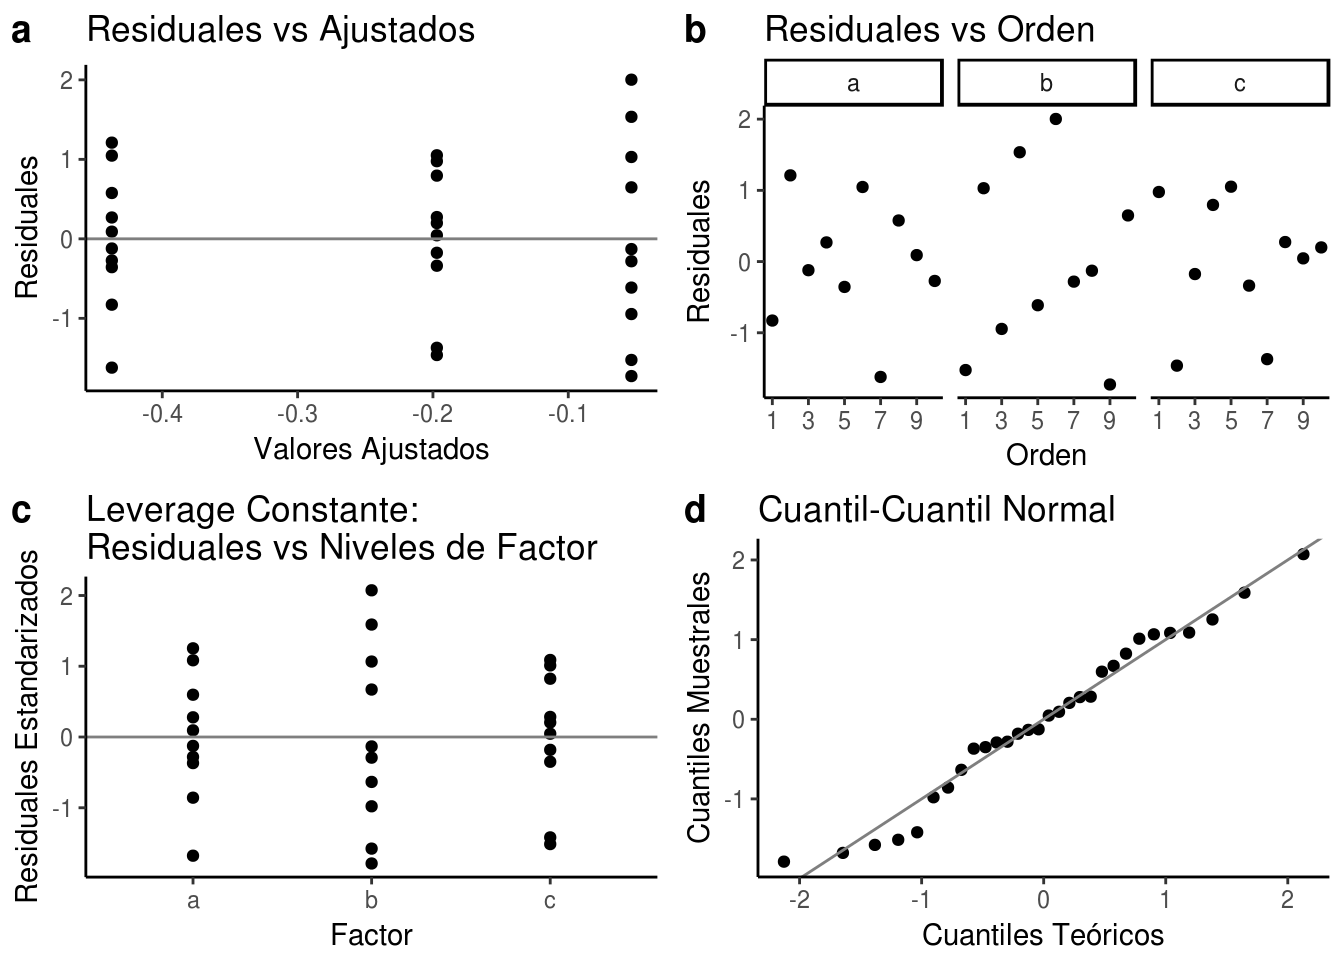 a Residuales vs Ajustados
2
1
0
-1
Residuales
-0.4 -0.3 -0.2 -0.1
Valores Ajustados
b Residuales vs Orden
a b c
2
1
0
-1
Residuales
1 3 5 7 9 1 3 5 7 9 1 3 5 7 9
Orden
c Leverage Constante:
Residuales vs Niveles de Factor
2
1
0
-1
Residuales Estandarizados
a b c
Factor
d Cuantil-Cuantil Normal
2
1
0
-1
Cuantiles Muestrales
-2 -1 0 1 2
Cuantiles Teóricos